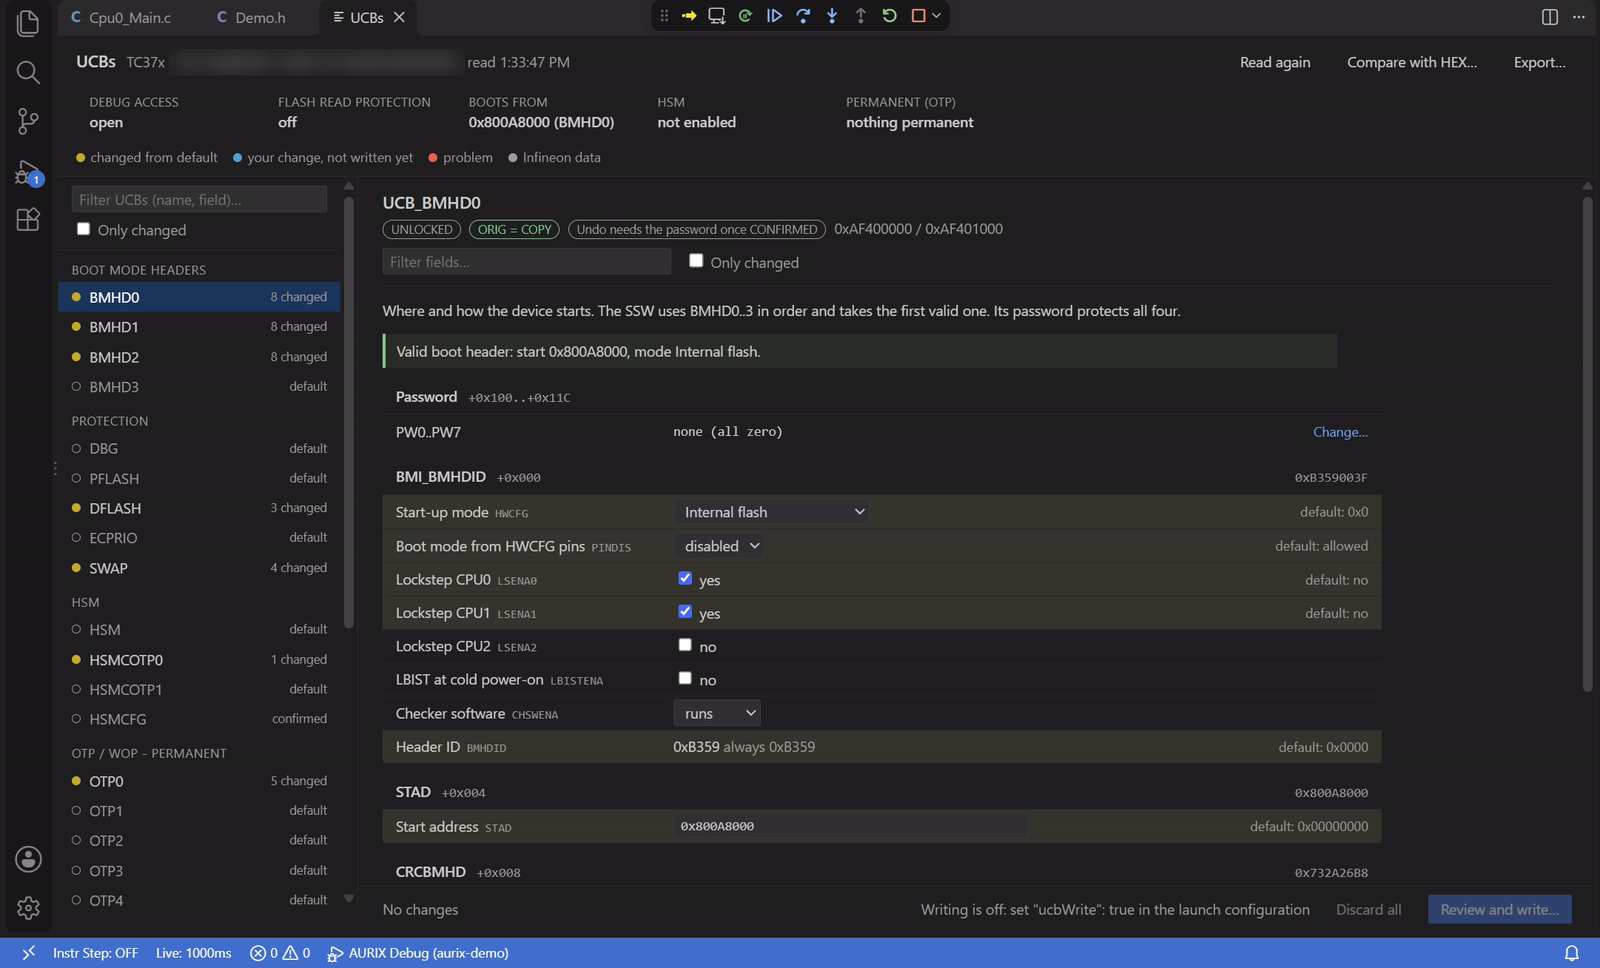 Cpu0_Main.c
Demo.h
UCBs
UCBs TC37x read 1:33:47 PM
Read again
Compare with HEX...
Export...
DEBUG ACCESS
open
FLASH READ PROTECTION
off
BOOTS FROM
0x800A8000 (BMHD0)
HSM
not enabled
PERMANENT (OTP)
nothing permanent
changed from default
your change, not written yet
problem
Infineon data
Filter UCBs (name, field)...
Only changed
BOOT MODE HEADERS
BMHD0 8 changed
BMHD1 8 changed
BMHD2 8 changed
BMHD3 default
PROTECTION
DBG default
PFLASH default
DFLASH 3 changed
ECPRIO default
SWAP 4 changed
HSM
HSM default
HSMCOTP0 1 changed
HSMCOTP1 default
HSMCFG confirmed
OTP / WOP - PERMANENT
OTP0 5 changed
OTP1 default
OTP2 default
OTP3 default
OTP4 default
UCB_BMHD0
UNLOCKED ORIG = COPY Undo needs the password once CONFIRMED 0xAF400000 / 0xAF401000
Filter fields... Only changed
Where and how the device starts. The SSW uses BMHD0..3 in order and takes the first valid one. Its password protects all four.
Valid boot header: start 0x800A8000, mode Internal flash.
Password +0x100..+0x11C
PW0..PW7 none (all zero) Change...
BMI_BMHDID +0x000 0xB359003F
Start-up mode HWCFG Internal flash default: 0x0
Boot mode from HWCFG pins PINDIS disabled default: allowed
Lockstep CPU0 LSENA0 yes default: no
Lockstep CPU1 LSENA1 yes default: no
Lockstep CPU2 LSENA2 no
LBIST at cold power-on LBISTENA no
Checker software CHSWENA runs
Header ID BMHDID 0xB359 always 0xB359 default: 0x0000
STAD +0x004 0x800A8000
Start address STAD 0x800A8000 default: 0x00000000
CRCBMHD +0x008 0x732A26B8
No changes
Writing is off: set "ucbWrite": true in the launch configuration
Discard all
Review and write...
1
Instr Step: OFF Live: 1000ms 0 0 AURIX Debug (aurix-demo)